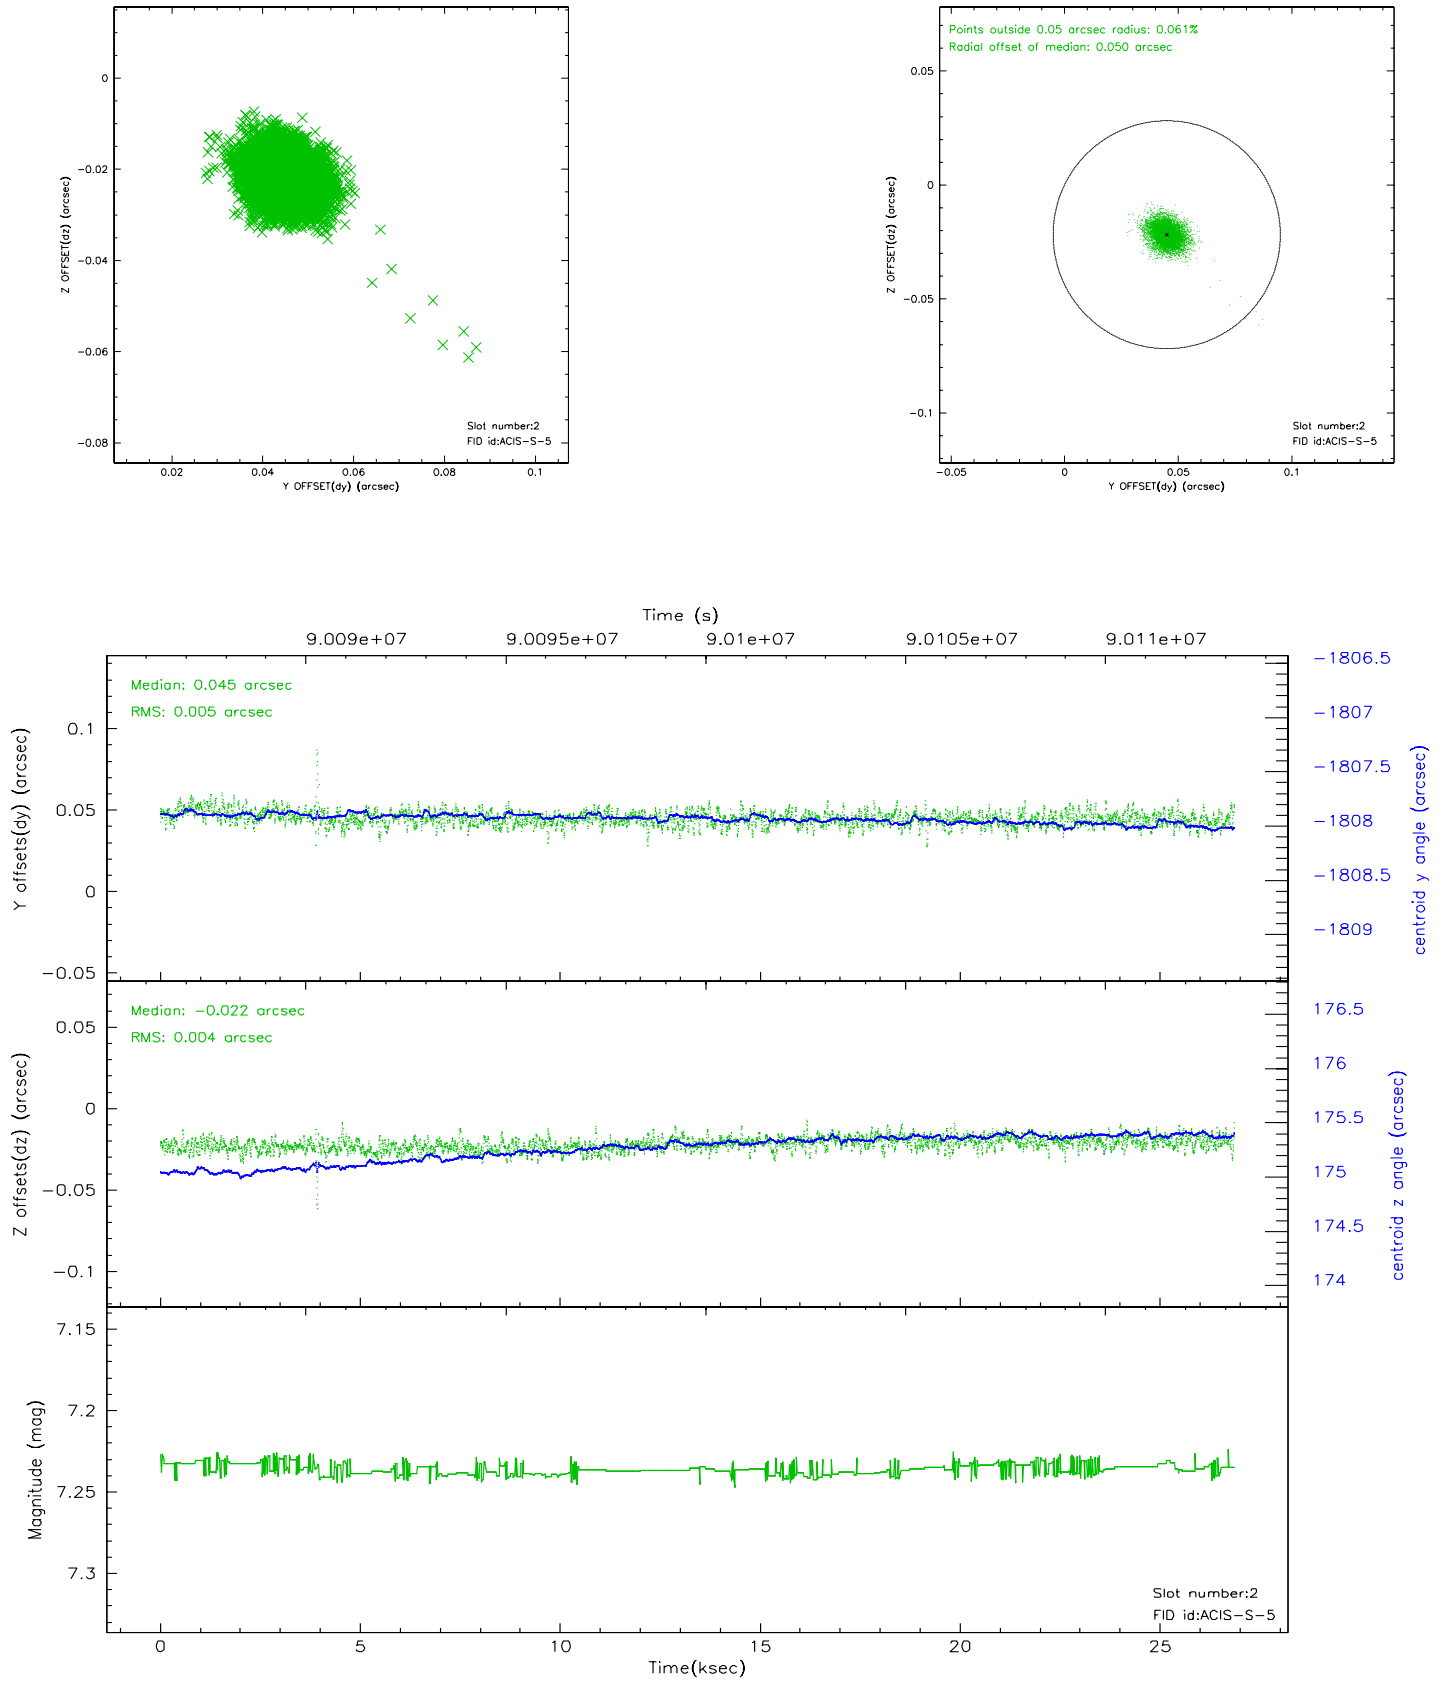 0
-0.02
-0.04
-0.06
-0.08
Z OFFSET(dz) (arcsec)
Slot number:2
FID id:ACIS-S-5
0.02 0.04 0.06 0.08 0.1
Y OFFSET(dy) (arcsec)
Points outside 0.05 arcsec radius: 0.061%
Radial offset of median: 0.050 arcsec
0.05
0
-0.05
-0.1
Z OFFSET(dz) (arcsec)
Slot number:2
FID id:ACIS-S-5
-0.05 0 0.05 0.1
Y OFFSET(dy) (arcsec)
Time (s)
9.009e+07 9.0095e+07 9.01e+07 9.0105e+07 9.011e+07
Median: 0.045 arcsec
RMS: 0.005 arcsec
0.1
0.05
0
-0.05
Y offsets(dy) (arcsec)
-1806.5
-1807
-1807.5
-1808
-1808.5
-1809
centroid y angle (arcsec)
Median: -0.022 arcsec
RMS: 0.004 arcsec
0.05
0
-0.05
-0.1
Z offsets(dz) (arcsec)
176.5
176
175.5
175
174.5
174
centroid z angle (arcsec)
7.15
7.2
7.25
7.3
Magnitude (mag)
Slot number:2
FID id:ACIS-S-5
0 5 10 15 20 25
Time(ksec)